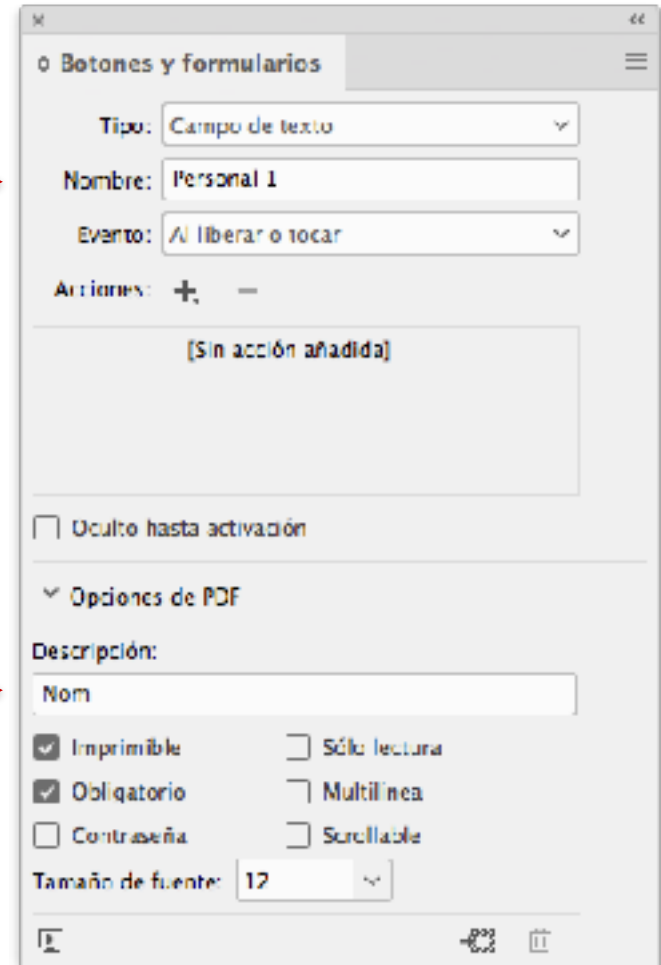 Botones y formularios
Tipo: Campo de texto
Nombre: Personal 1
Evento: Al liberar o tocar
Acciones:
[Sin acción añadida]
Oculto hasta activación
Opciones de PDF
Descripción:
Nom
Imprimible Sólo lectura
Obligatorio Multilínea
Contraseña Scrollable
Tamaño de fuente: 12